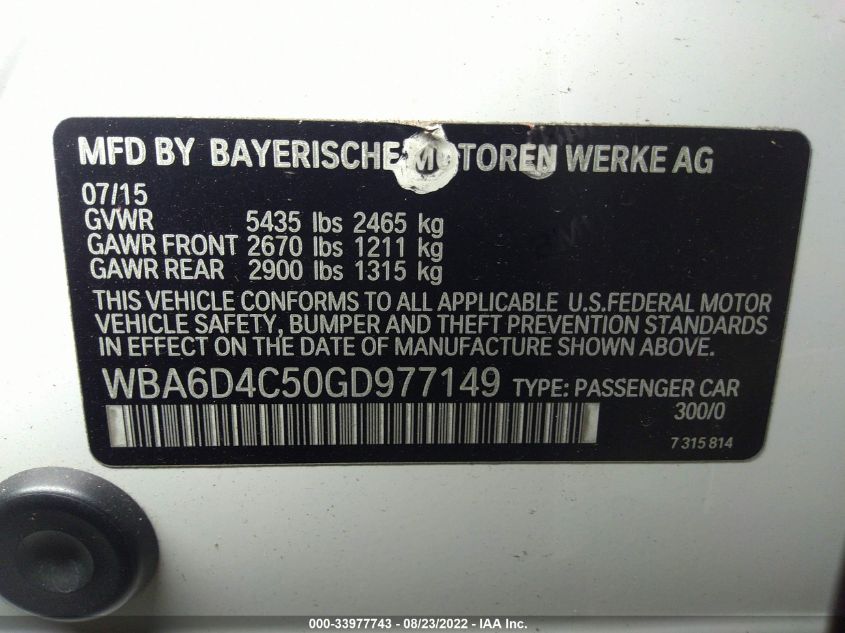 MFD BY BAYERISCHE MOTOREN WERKE AG
07/15
GVWR 5435 lbs 2465 kg
GAWR FRONT 2670 lbs 1211 kg
GAWR REAR 2900 lbs 1315 kg
THIS VEHICLE CONFORMS TO ALL APPLICABLE U.S.FEDERAL MOTOR
VEHICLE SAFETY, BUMPER AND THEFT PREVENTION STANDARDS
IN EFFECT ON THE DATE OF MANUFACTURE SHOWN ABOVE.
WBA6D4C50GD977149 TYPE: PASSENGER CAR
300/0
7 315 814
000-33977743 - 08/23/2022 - IAA Inc.